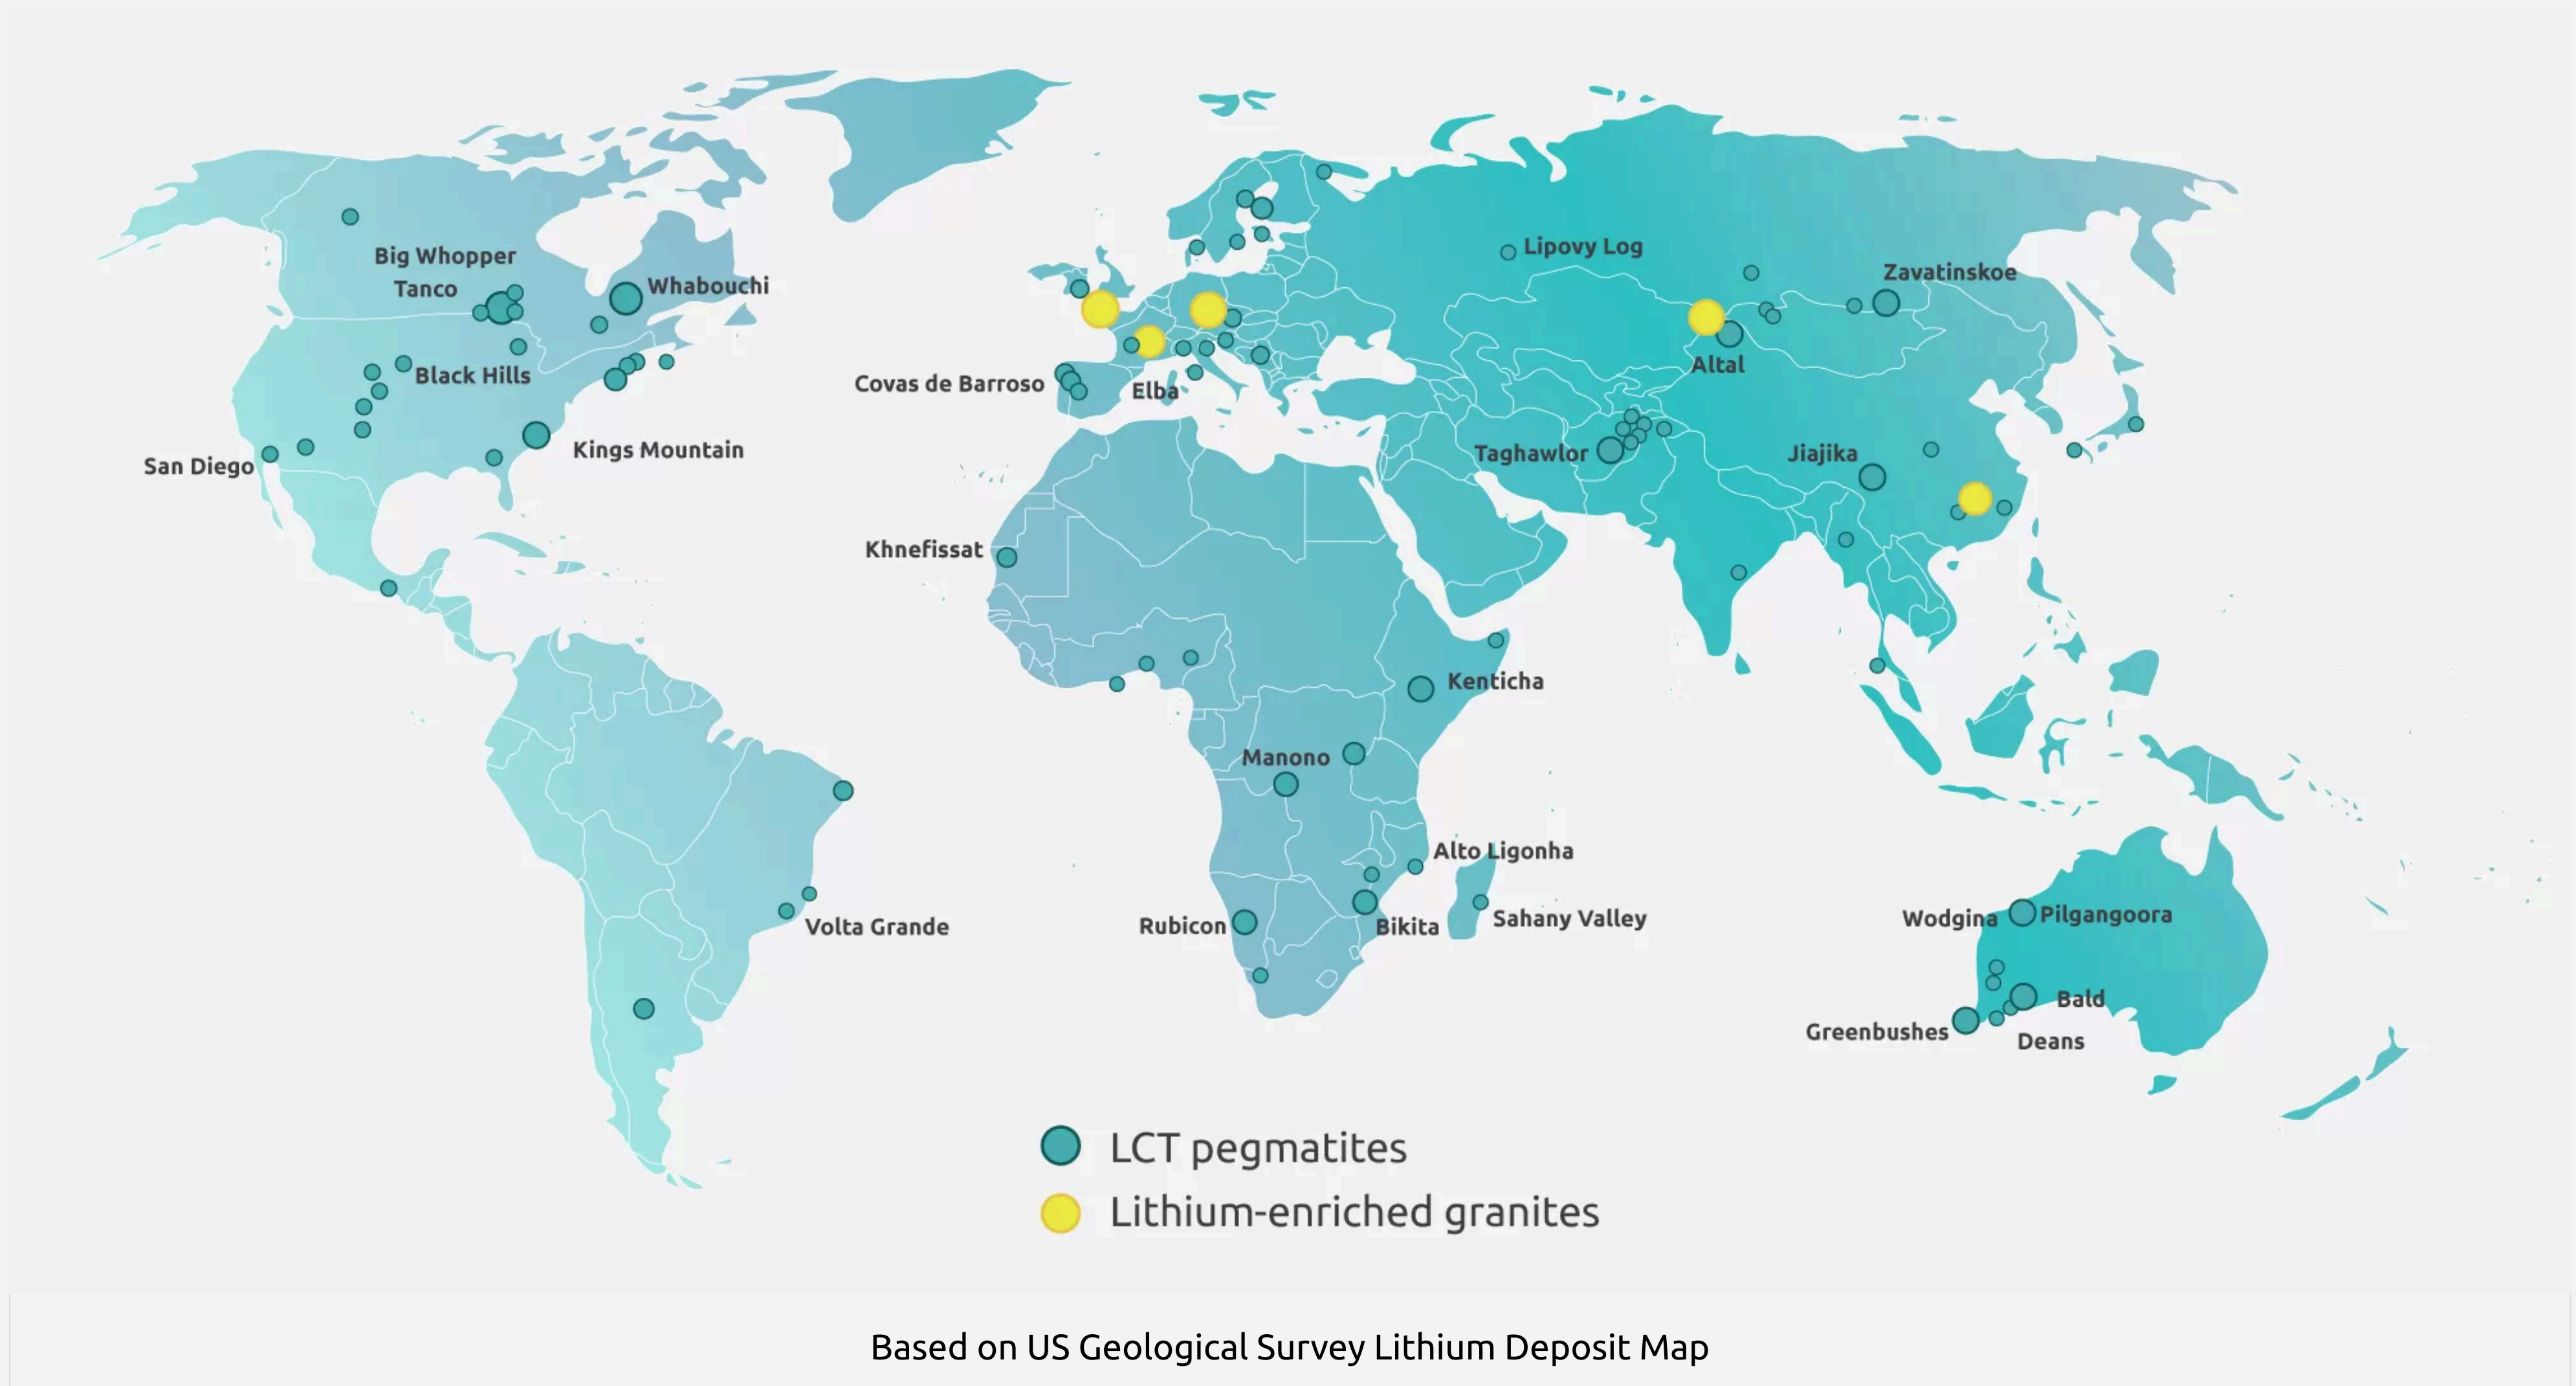 Big Whopper
Tanco
Whabouchi
Black Hills
San Diego
Kings Mountain
Volta Grande
Covas de Barroso
Elba
Khnefissat
Kenticha
Manono
Alto Ligonha
Rubicon
Bikita
Sahany Valley
Lipovy Log
Zavatinskoe
Altal
Taghawlor
Jiajika
Wodgina
Pilgangoora
Bald
Greenbushes
Deans
LCT pegmatites
Lithium-enriched granites
Based on US Geological Survey Lithium Deposit Map